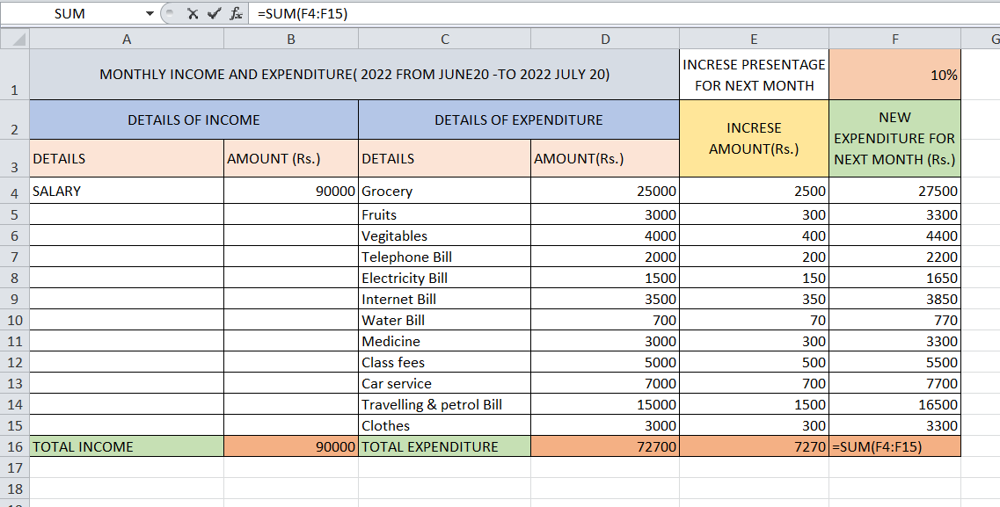 SUM =SUM(F4:F15)
A B C D E F G
1 MONTHLY INCOME AND EXPENDITURE( 2022 FROM JUNE20 -TO 2022 JULY 20) INCRESE PRESENTAGE FOR NEXT MONTH 10%
2 DETAILS OF INCOME DETAILS OF EXPENDITURE INCRESE AMOUNT(Rs.) NEW EXPENDITURE FOR NEXT MONTH (Rs.)
3 DETAILS AMOUNT (Rs.) DETAILS AMOUNT(Rs.)
4 SALARY 90000 Grocery 25000 2500 27500
5 Fruits 3000 300 3300
6 Vegitables 4000 400 4400
7 Telephone Bill 2000 200 2200
8 Electricity Bill 1500 150 1650
9 Internet Bill 3500 350 3850
10 Water Bill 700 70 770
11 Medicine 3000 300 3300
12 Class fees 5000 500 5500
13 Car service 7000 700 7700
14 Travelling & petrol Bill 15000 1500 16500
15 Clothes 3000 300 3300
16 TOTAL INCOME 90000 TOTAL EXPENDITURE 72700 7270 =SUM(F4:F15)
17
18